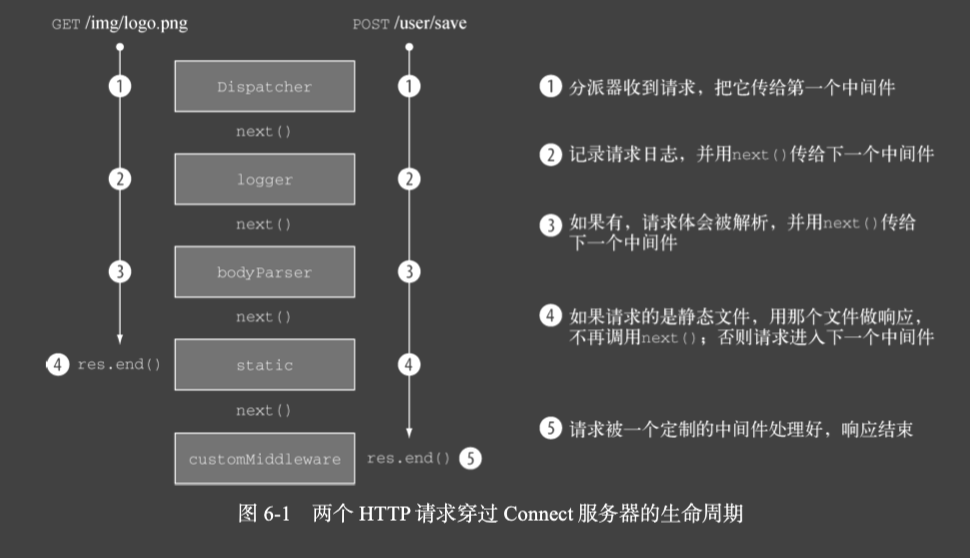 GET /img/logo.png
POST /user/save
1 Dispatcher 1
next()
2 logger 2
next()
3 bodyParser 3
next()
4 res.end() static 4
next()
customMiddleware res.end() 5
1 分派器收到请求，把它传给第一个中间件
2 记录请求日志，并用next()传给下一个中间件
3 如果有，请求体会被解析，并用next()传给
下一个中间件
4 如果请求的是静态文件，用那个文件做响应，
不再调用next()；否则请求进入下一个中间件
5 请求被一个定制的中间件处理好，响应结束
图 6-1 两个 HTTP 请求穿过 Connect 服务器的生命周期